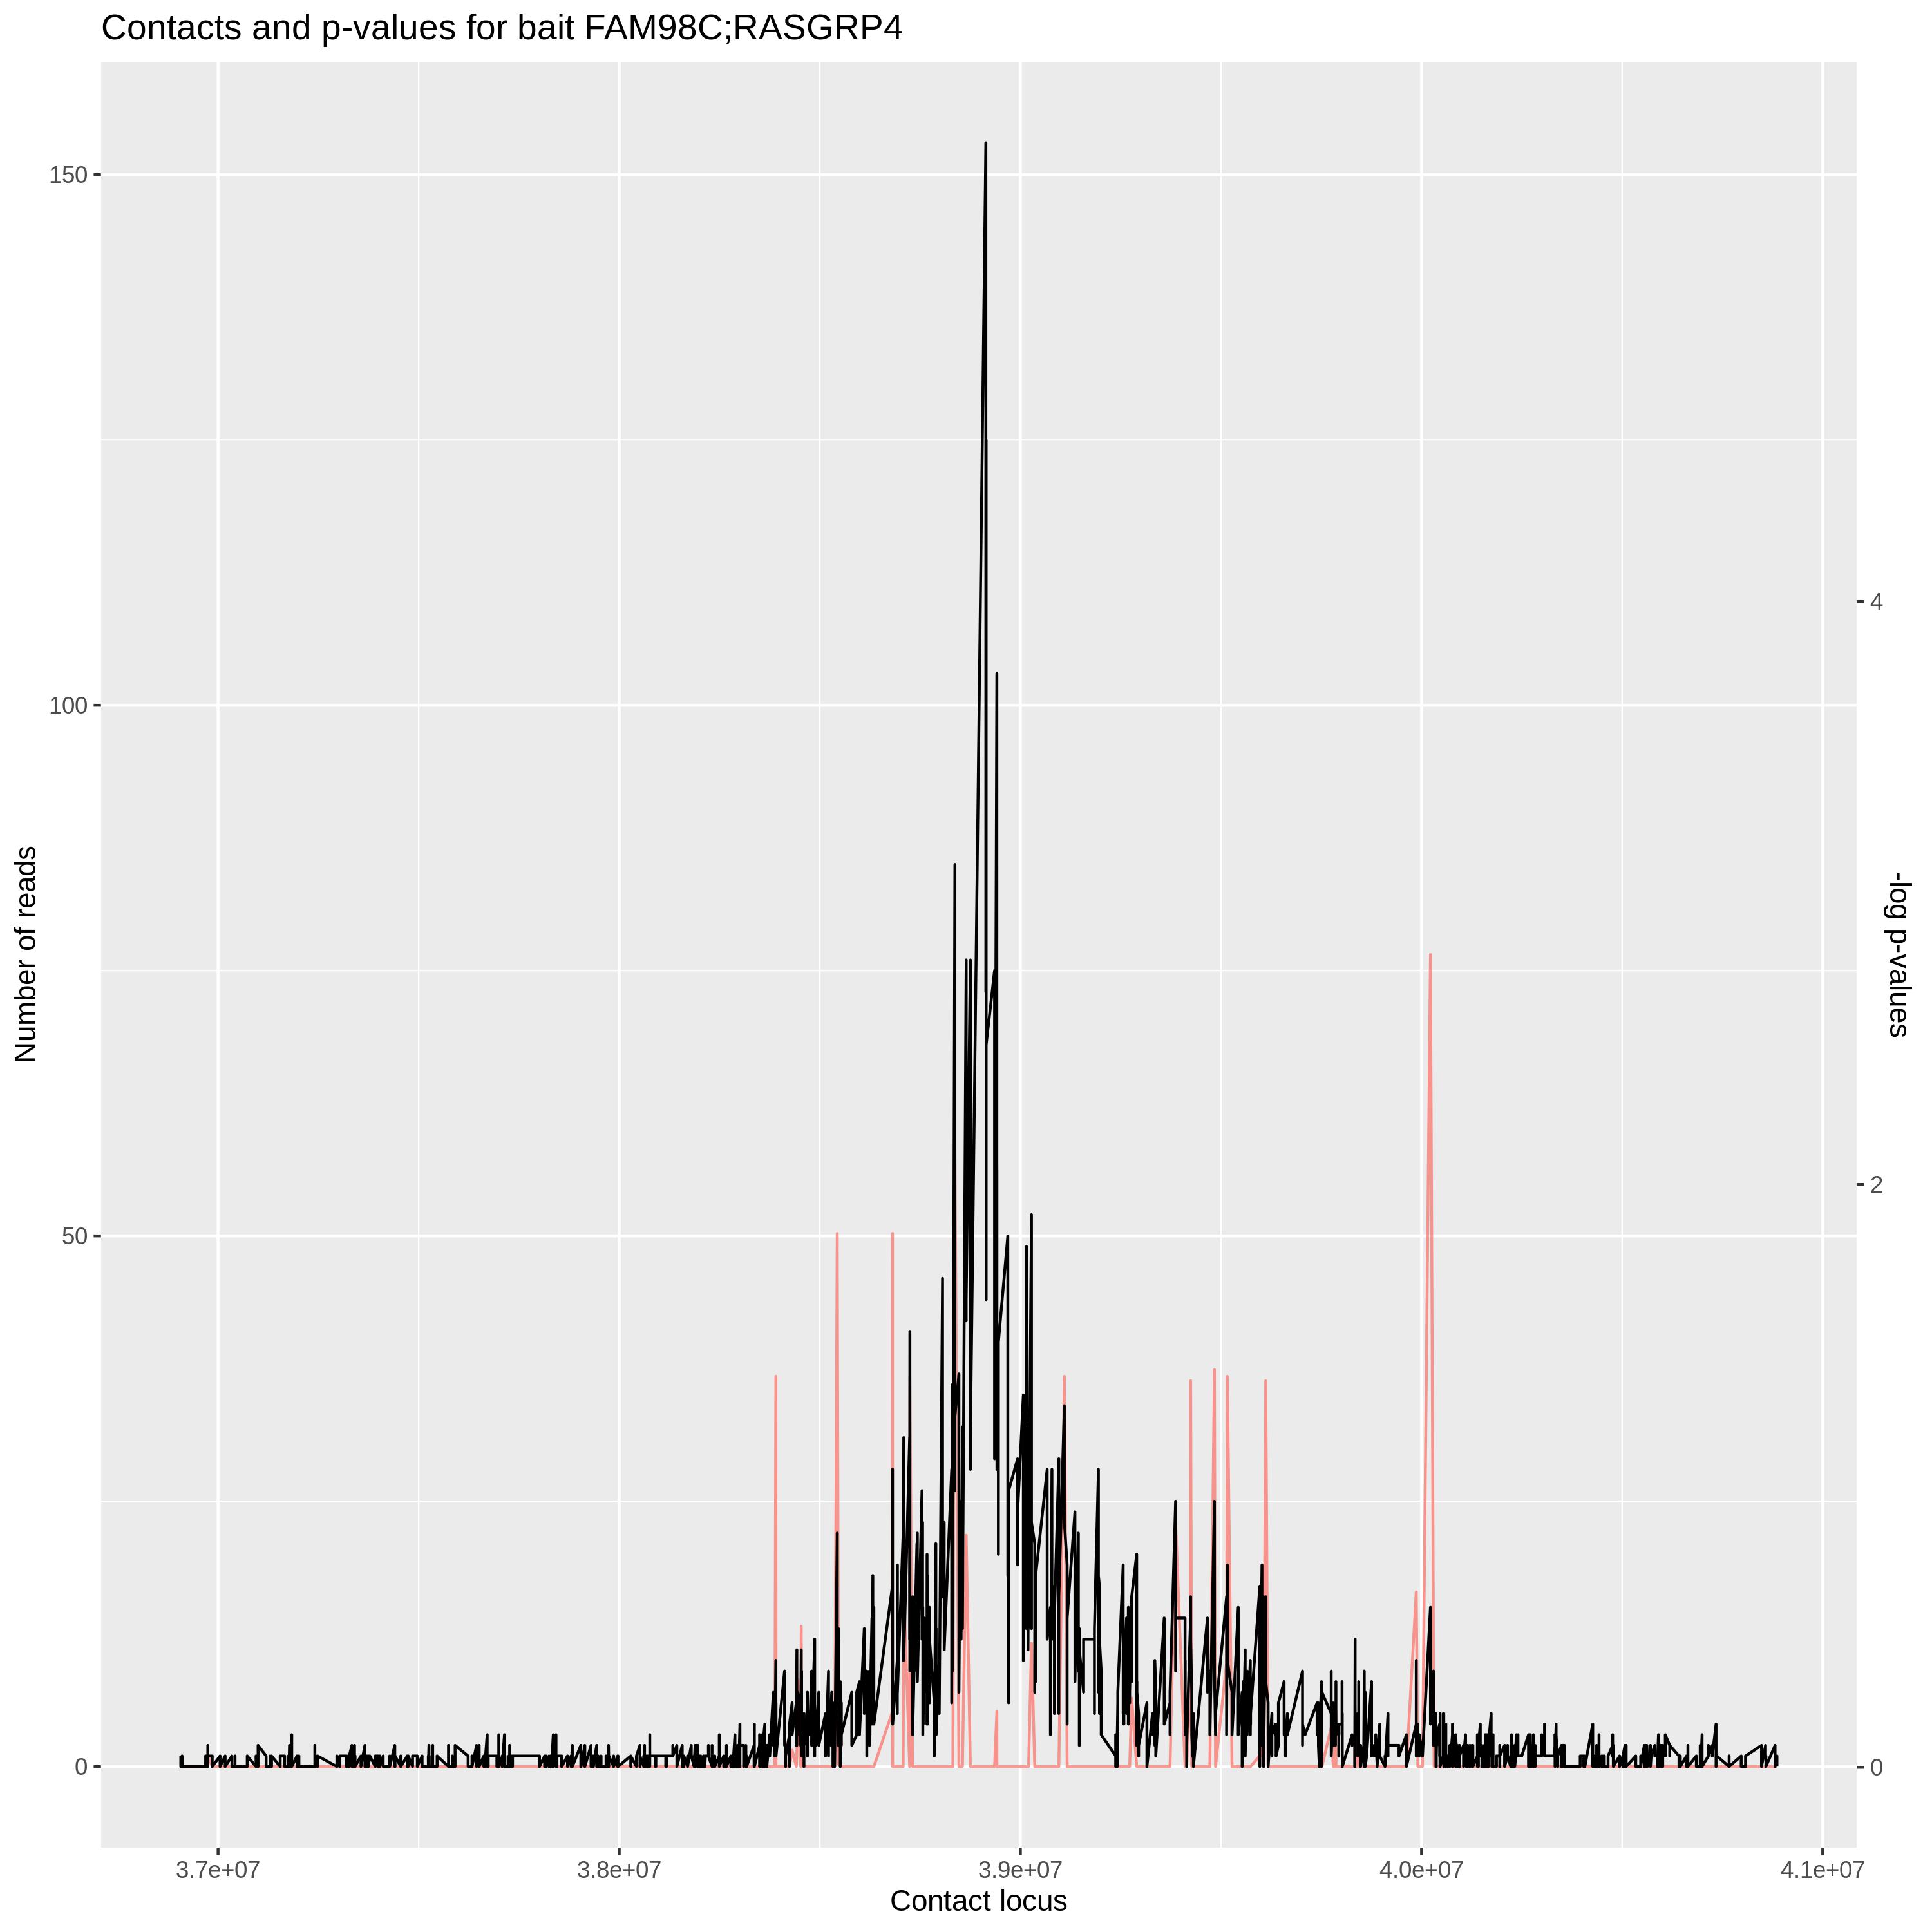 Contacts and p-values for bait FAM98C;RASGRP4
150
100
50
0
Number of reads
4
2
0
-log p-values
3.7e+07
3.8e+07
3.9e+07
4.0e+07
4.1e+07
Contact locus